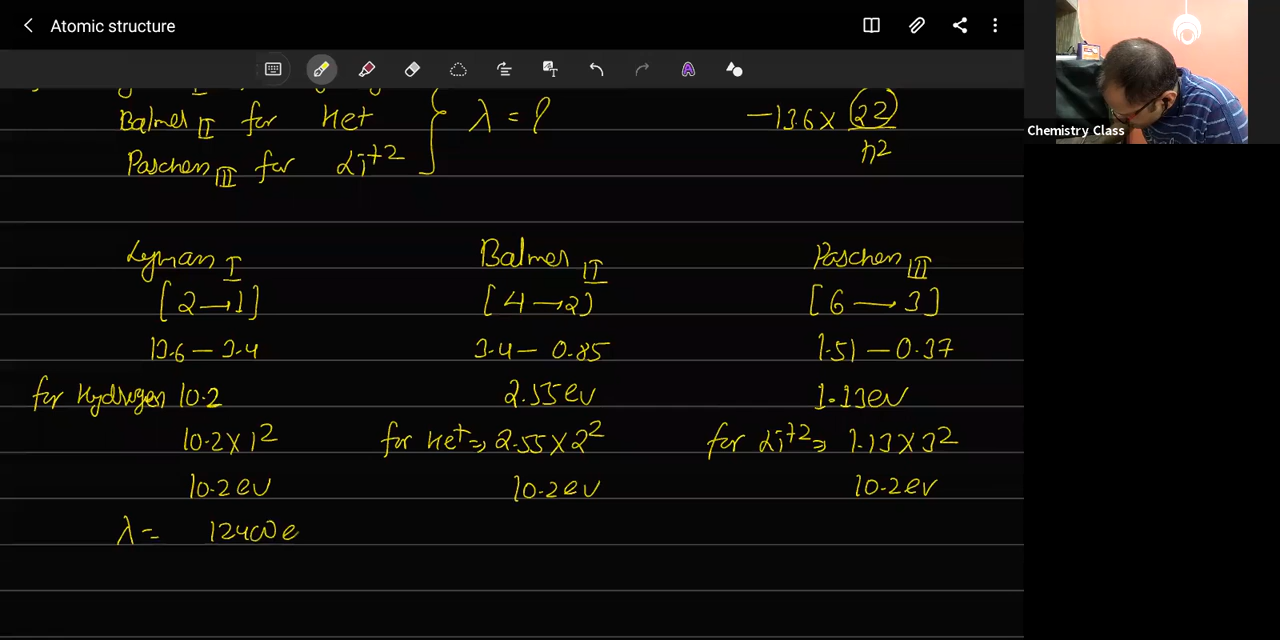 Atomic structure
Balmer II for He+
Paschen III for Li+2
λ = ?
-13.6 × (Z2)
n2
Chemistry Class
Lyman I Balmer II Paschen III
[2→1] [4→2) [6→3]
13.6 - 3.4 3.4 - 0.85 1.51 - 0.37
for Hydrogen 10.2 2.55 ev 1.13 ev
10.2 × 1² for He+ ⇒ 2.55 × 2² for Li+2 ⇒ 1.13 × 3²
10.2 ev 10.2 ev 10.2 ev
λ = 12400 e